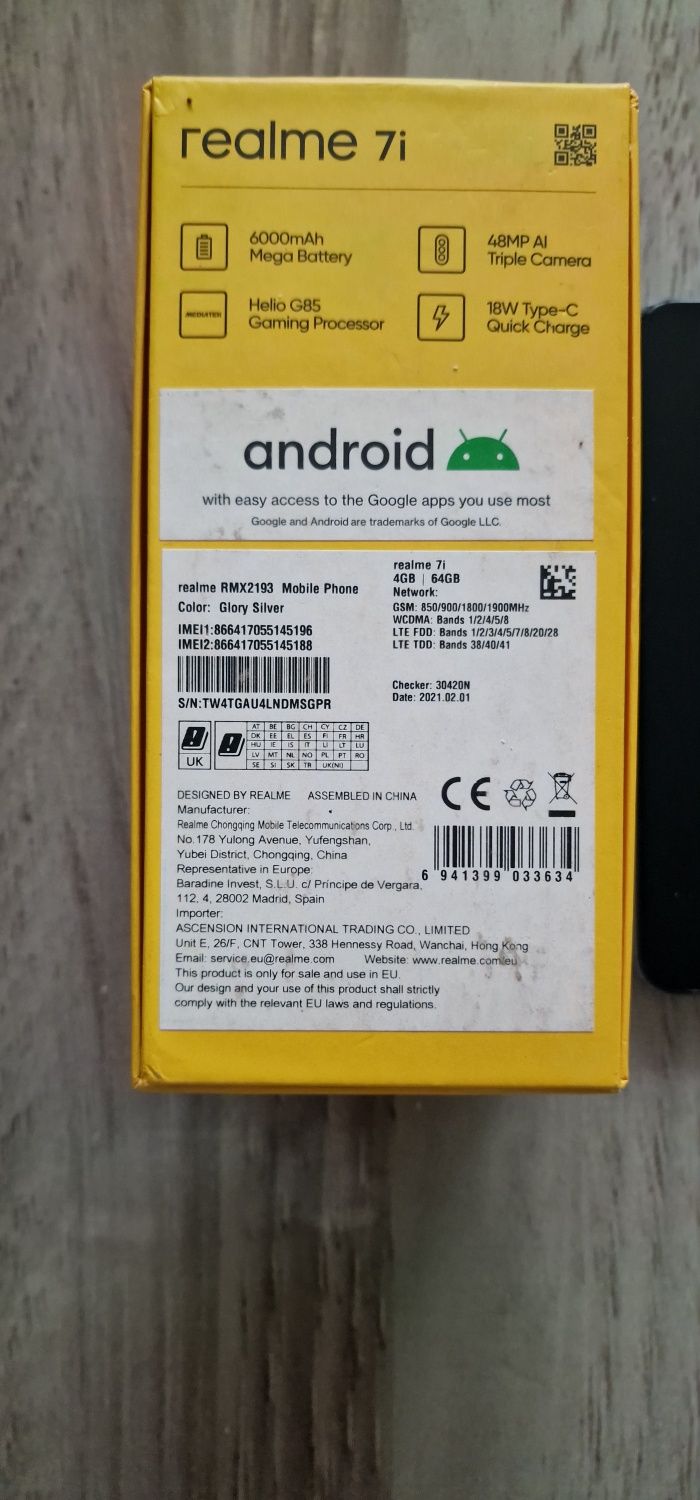 realme 7i
6000mAh
Mega Battery
48MP AI
Triple Camera
MEDIATEK
Helio G85
Gaming Processor
18W Type-C
Quick Charge
android
with easy access to the Google apps you use most
Google and Android are trademarks of Google LLC.
realme RMX2193 Mobile Phone
Color: Glory Silver
IMEI1:866417055145196
IMEI2:866417055145188
S/N:TW4TGAU4LNDMSGPR
realme 7i
4GB | 64GB
Network:
GSM: 850/900/1800/1900MHz
WCDMA: Bands 1/2/4/5/8
LTE FDD: Bands 1/2/3/4/5/7/8/20/28
LTE TDD: Bands 38/40/41
Checker: 30420N
Date: 2021.02.01
UK
AT BE BG CH CY CZ DE
DK EE EL ES FI FR HR
HU IE IS IT LI LT LU
LV MT NL NO PL PT RO
SE SI SK TR UK(NI)
DESIGNED BY REALME ASSEMBLED IN CHINA
Manufacturer:
Realme Chongqing Mobile Telecommunications Corp., Ltd.
No.178 Yulong Avenue, Yufengshan,
Yubei District, Chongqing, China
Representative in Europe:
Baradine Invest, S.L.U. c/ Príncipe de Vergara,
112, 4, 28002 Madrid, Spain
Importer:
ASCENSION INTERNATIONAL TRADING CO., LIMITED
Unit E, 26/F, CNT Tower, 338 Hennessy Road, Wanchai, Hong Kong
Email: service.eu@realme.com Website: www.realme.com/eu
This product is only for sale and use in EU.
Our design and your use of this product shall strictly
comply with the relevant EU laws and regulations.
CE
6 941399 033634